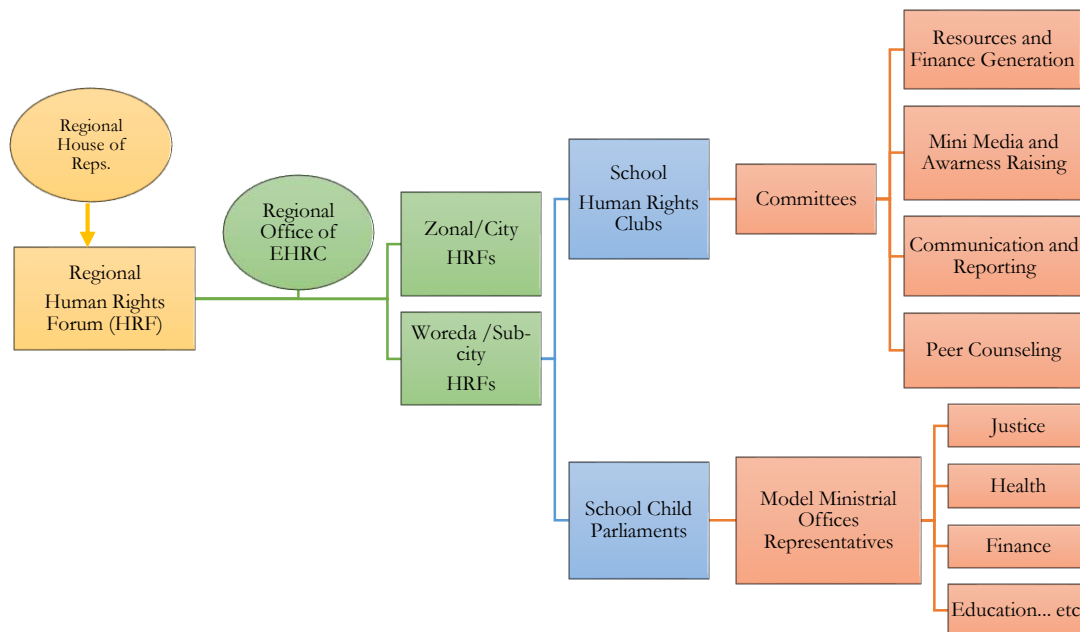 Regional
House of
Reps.
Regional
Human Rights
Forum (HRF)
Regional
Office of
EHRC
Zonal/City
HRFs
Woreda /Sub-
city
HRFs
School
Human Rights
Clubs
School Child
Parliaments
Committees
Model Ministrial
Offices
Representatives
Resources and
Finance Generation
Mini Media and
Awarness Raising
Communication and
Reporting
Peer Counseling
Justice
Health
Finance
Education... etc